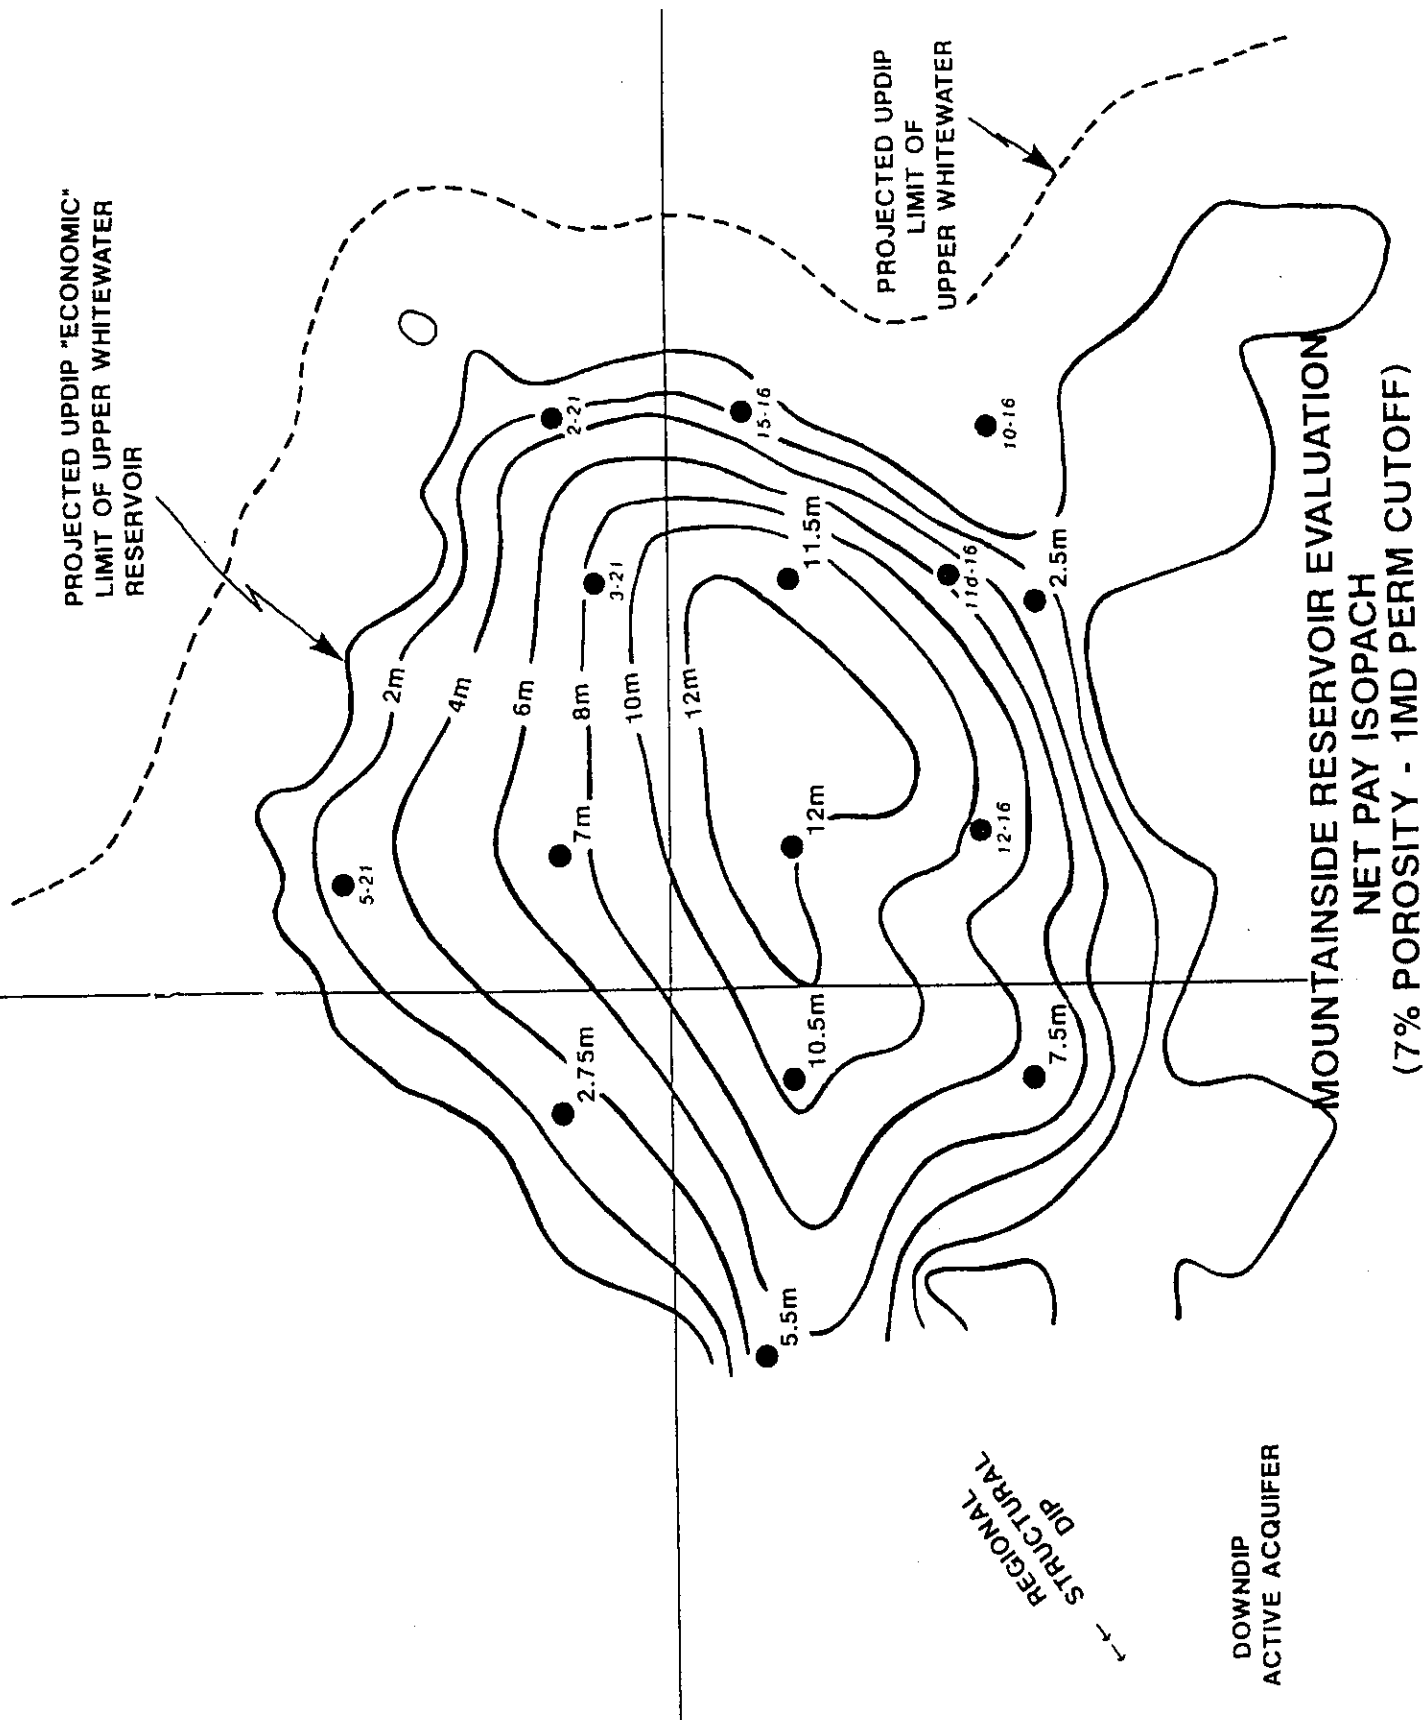 PROJECTED UPDIP "ECONOMIC"
LIMIT OF UPPER WHITEWATER
RESERVOIR
PROJECTED UPDIP
LIMIT OF
UPPER WHITEWATER
2m
4m
6m
8m
10m
12m
5-21
2-21
3-21
7m
2.75m
15-16
11.5m
12m
10.5m
5.5m
10-16
11d-16
12-16
2.5m
7.5m
REGIONAL
STRUCTURAL
DIP
DOWNDIP
ACTIVE ACQUIFER
MOUNTAINSIDE RESERVOIR EVALUATION
NET PAY ISOPACH
(7% POROSITY - 1MD PERM CUTOFF)